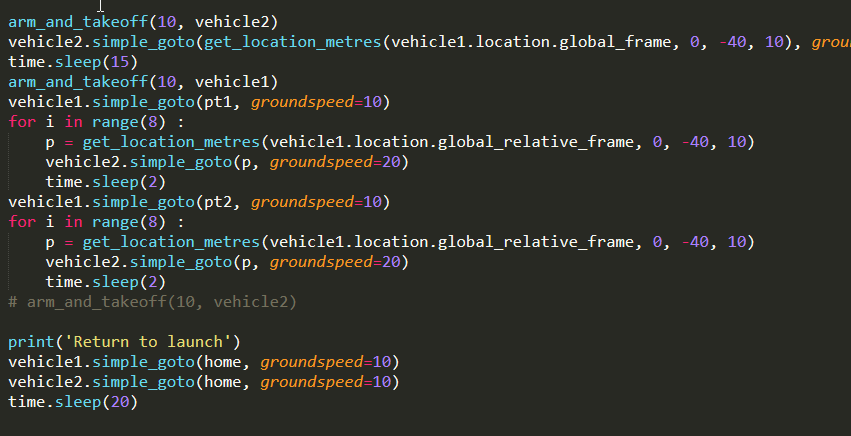 arm_and_takeoff(10, vehicle2)
vehicle2.simple_goto(get_location_metres(vehicle1.location.global_frame, 0, -40, 10), grou
time.sleep(15)
arm_and_takeoff(10, vehicle1)
vehicle1.simple_goto(pt1, groundspeed=10)
for i in range(8) :
    p = get_location_metres(vehicle1.location.global_relative_frame, 0, -40, 10)
    vehicle2.simple_goto(p, groundspeed=20)
    time.sleep(2)
vehicle1.simple_goto(pt2, groundspeed=10)
for i in range(8) :
    p = get_location_metres(vehicle1.location.global_relative_frame, 0, -40, 10)
    vehicle2.simple_goto(p, groundspeed=20)
    time.sleep(2)
# arm_and_takeoff(10, vehicle2)

print('Return to launch')
vehicle1.simple_goto(home, groundspeed=10)
vehicle2.simple_goto(home, groundspeed=10)
time.sleep(20)